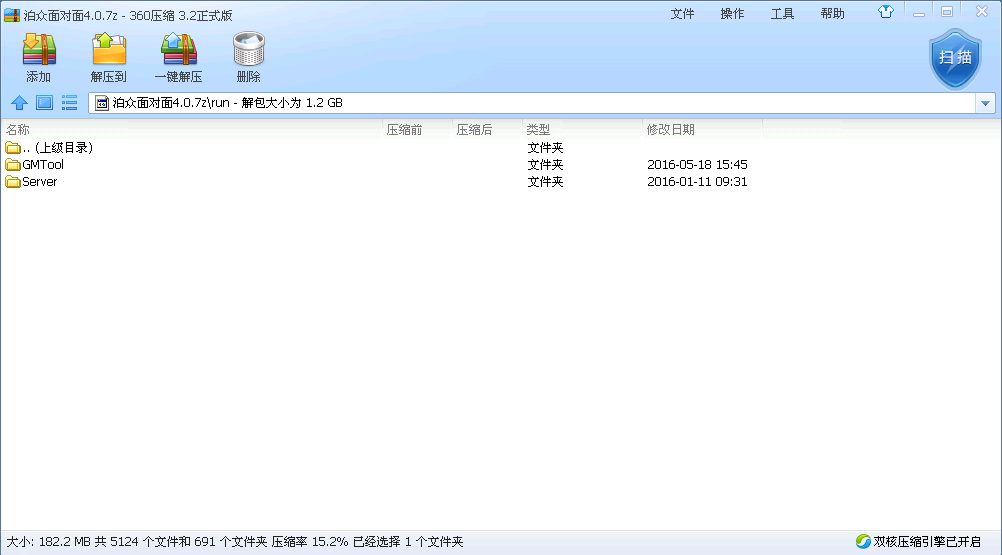 泊众面对面4.0.7z - 360压缩 3.2正式版
文件 操作 工具 帮助
添加 解压到 一键解压 删除
扫描
泊众面对面4.0.7z\run - 解包大小为 1.2 GB
名称 压缩前 压缩后 类型 修改日期
.. (上级目录) 文件夹
GMTool 文件夹 2016-05-18 15:45
Server 文件夹 2016-01-11 09:31
大小: 182.2 MB 共 5124 个文件和 691 个文件夹 压缩率 15.2% 已经选择 1 个文件夹
双核压缩引擎已开启